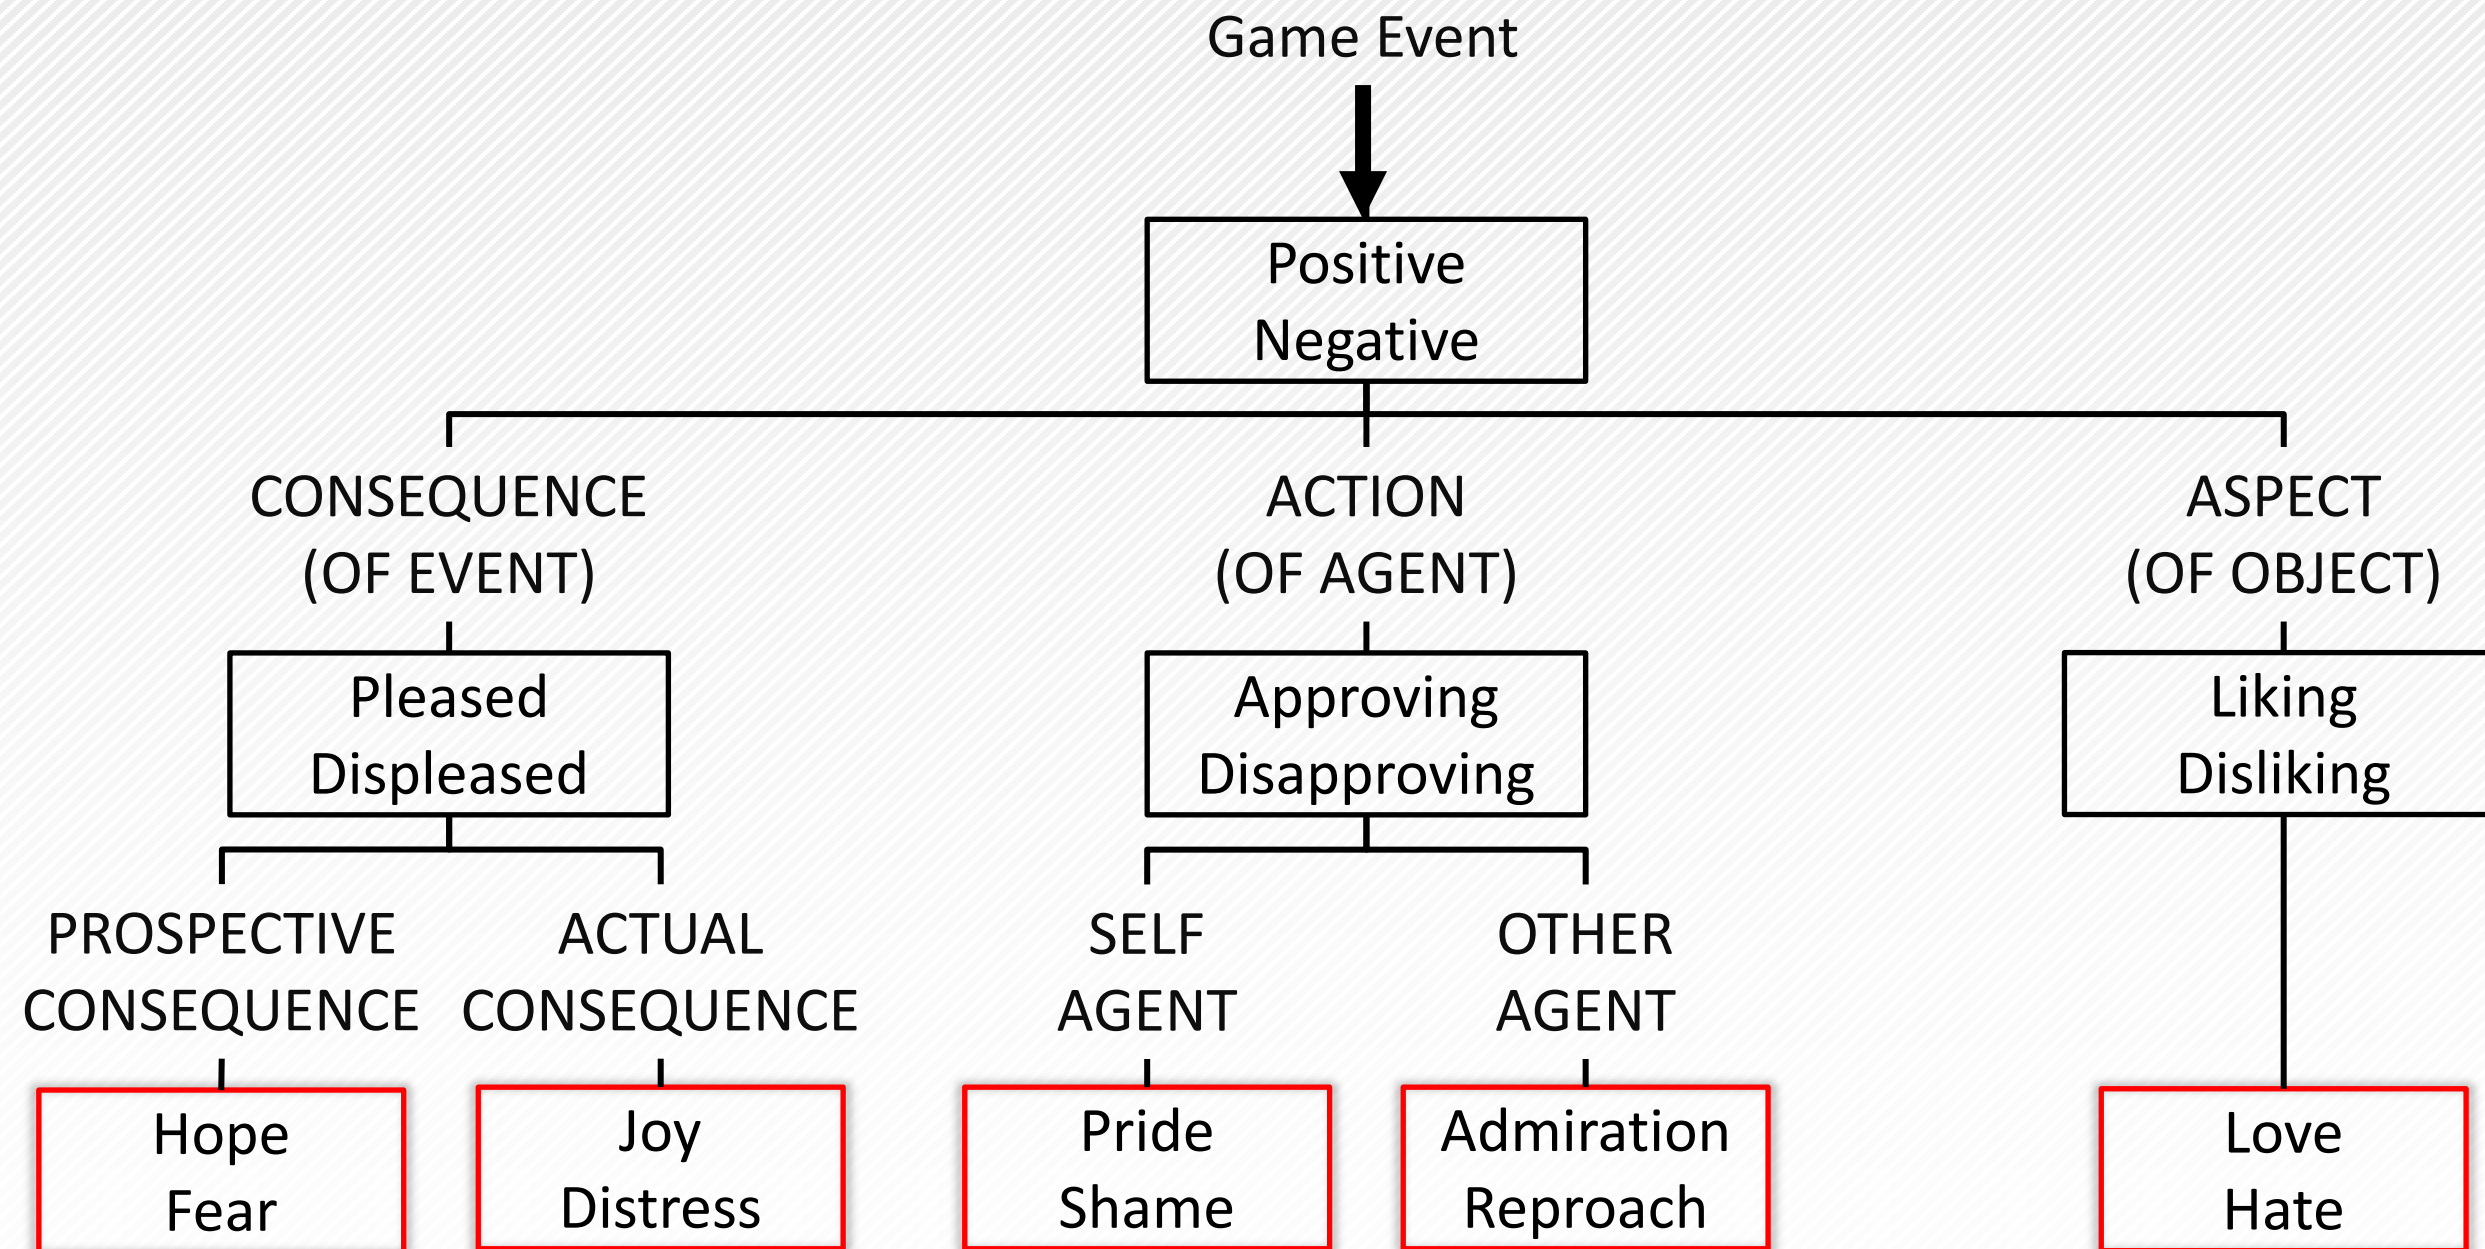 Game Event
Positive
Negative
CONSEQUENCE
(OF EVENT)
ACTION
(OF AGENT)
ASPECT
(OF OBJECT)
Pleased
Displeased
Approving
Disapproving
Liking
Disliking
PROSPECTIVE
CONSEQUENCE
ACTUAL
CONSEQUENCE
SELF
AGENT
OTHER
AGENT
Hope
Fear
Joy
Distress
Pride
Shame
Admiration
Reproach
Love
Hate